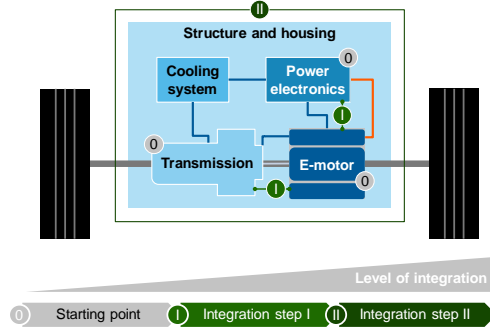 II
Structure and housing
Cooling
system
Power
electronics
0
I
0
Transmission
E-motor
I
0
Level of integration
0 Starting point I Integration step I II Integration step II